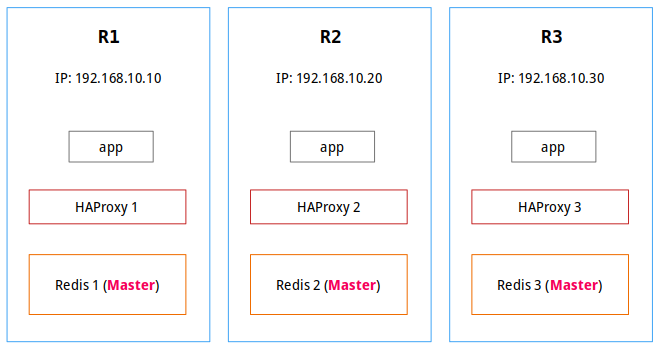 R1
IP: 192.168.10.10
app
HAProxy 1
Redis 1 (Master)
R2
IP: 192.168.10.20
app
HAProxy 2
Redis 2 (Master)
R3
IP: 192.168.10.30
app
HAProxy 3
Redis 3 (Master)